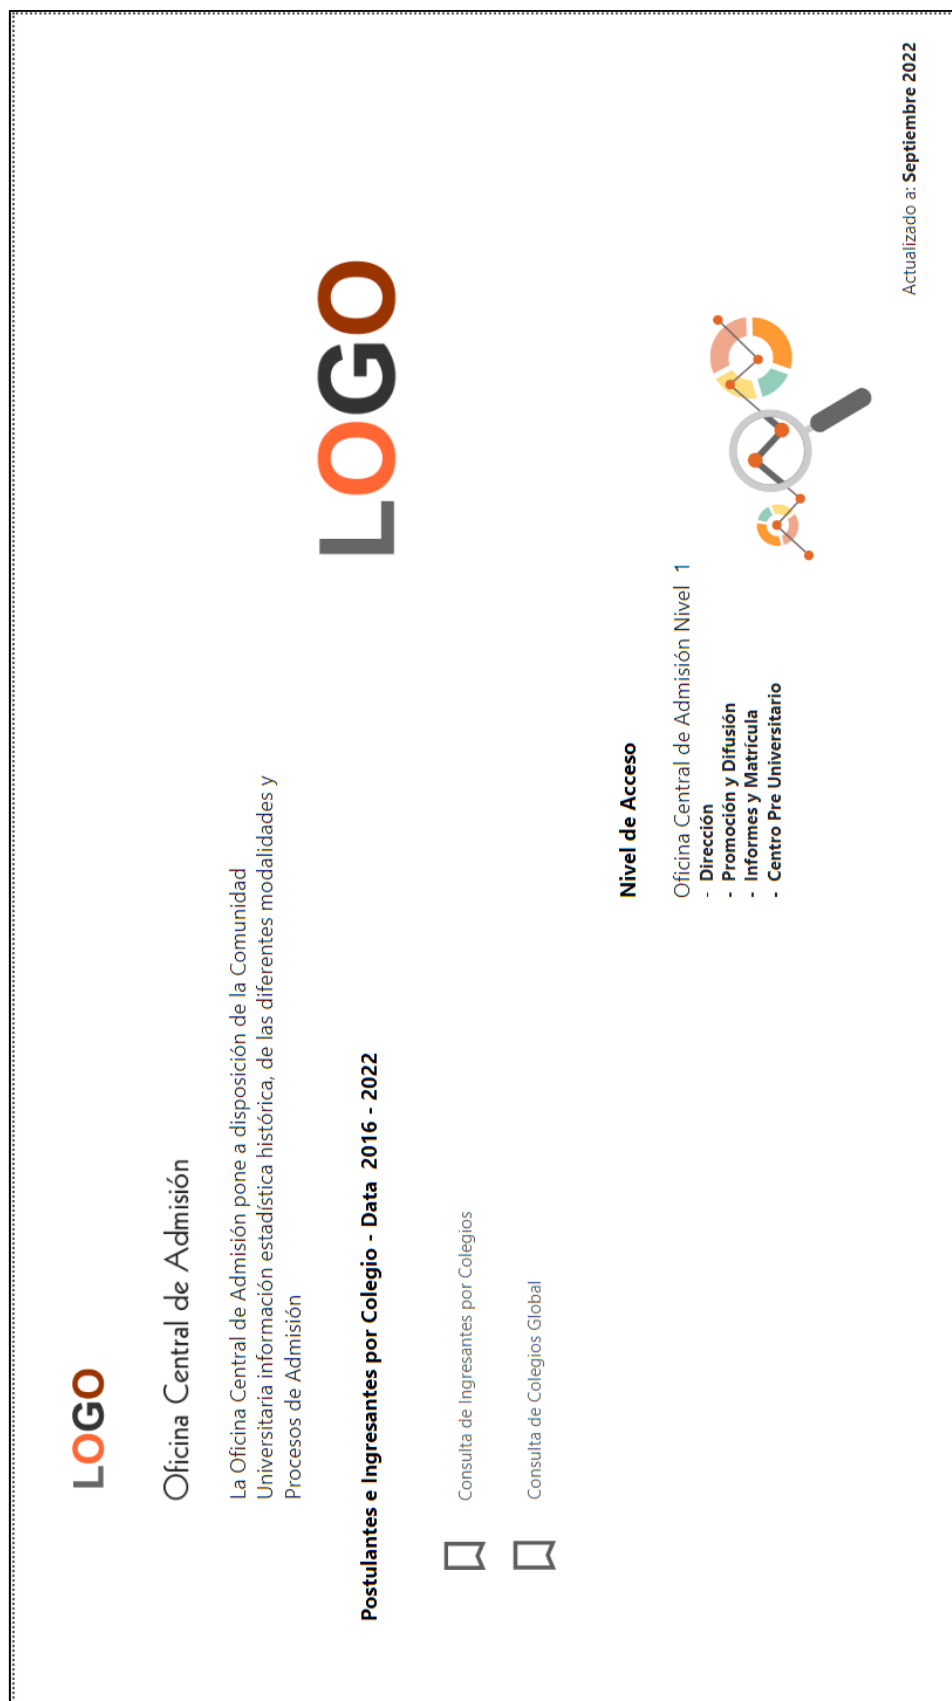 LOGO
Oficina Central de Admisión
La Oficina Central de Admisión pone a disposición de la Comunidad
Universitaria información estadística histórica, de las diferentes modalidades y
Procesos de Admisión
LOGO
Postulantes e Ingresantes por Colegio - Data 2016 - 2022
Consulta de Ingresantes por Colegios
Consulta de Colegios Global
Nivel de Acceso
Oficina Central de Admisión Nivel 1
- Dirección
- Promoción y Difusión
- Informes y Matrícula
- Centro Pre Universitario
Actualizado a: Septiembre 2022